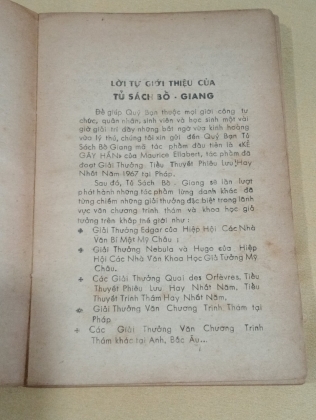 LỜI TỰ GIỚI THIỆU CỦA
TỦ SÁCH BÒ - GIANG
Để giúp Quý Bạn thuộc mọi giới công tư
chức, quân nhân, sinh viên và học sinh một vài
giờ giải trí đầy những bất ngờ vừa kinh hoàng
vừa lý thú, chúng tôi xin gửi đến Quý Bạn Tủ
Sách Bò Giang mà tác phẩm đầu tiên là «KẺ
GÂY HẤN» của Maurice Ellabert, tác phẩm đã
đoạt Giải Thưởng. Tiểu Thuyết Phiêu Lưu Hay
Nhất Năm 1967 tại Pháp.
Sau đó, Tủ Sách Bò - Giang sẽ lần lượt
phát hành những tác phẩm lừng danh khác đã
từng chiếm những giải thưởng đặc biệt trong lãnh
vực văn chương trinh thám và khoa học giả
tưởng trên khắp thế giới như :
+ Giải Thưởng Edgar của Hiệp Hội Các Nhà
Văn Bí Mật Mỹ Châu ;
+ Giải Thưởng Nebula và Hugo của Hiệp
Hội Các Nhà Văn Khoa Học Giả Tưởng Mỹ
Châu.
+ Các Giải Thưởng Quai des Orfèvres, Tiểu
Thuyết Phiêu Lưu Hay Nhất Năm, Tiểu
Thuyết Trinh Thám Hay Nhất Năm,
+ Giải Thưởng Văn Chương Trinh Thám tại
Pháp
+ Các Giải Thưởng Văn Chương Trinh
Thám khác tại Anh, Bắc Âu...